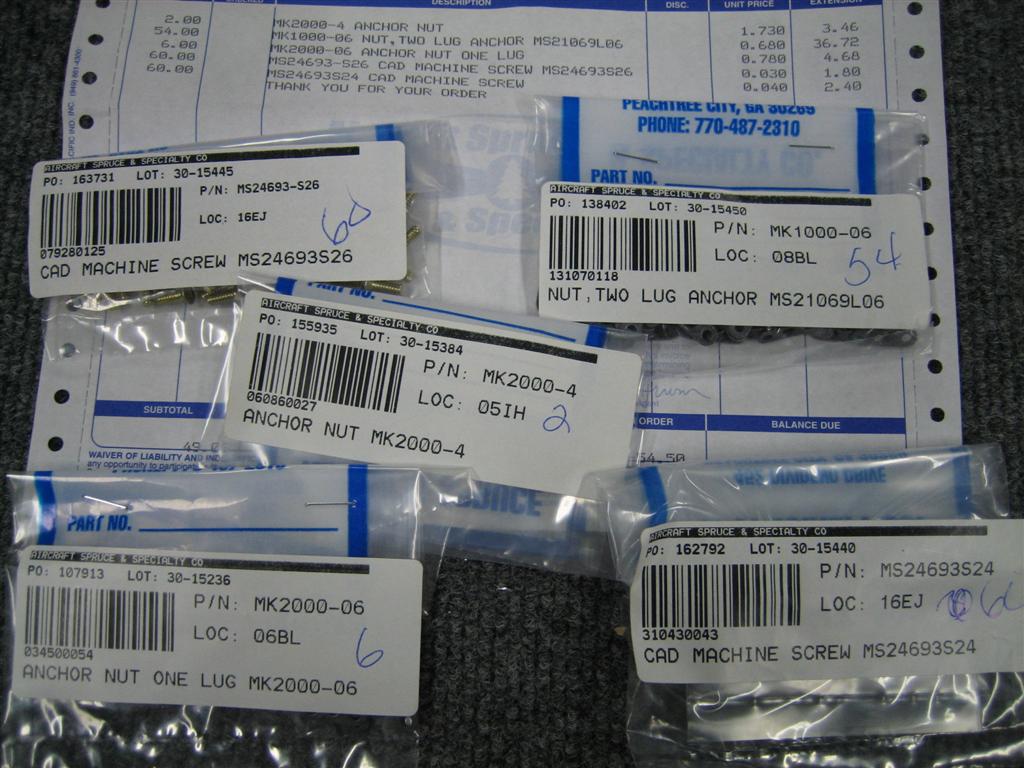 DESCRIPTION DISC. UNIT PRICE EXTENSION
2.00 MK2000-4 ANCHOR NUT 1.730 3.46
54.00 MK1000-06 NUT,TWO LUG ANCHOR MS21069L06 0.680 36.72
6.00 MK2000-06 ANCHOR NUT ONE LUG 0.780 4.68
60.00 MS24693-S26 CAD MACHINE SCREW MS24693S26 0.030 1.80
60.00 MS24693S24 CAD MACHINE SCREW 0.040 2.40
THANK YOU FOR YOUR ORDER
PEACHTREE CITY, GA 30269
PHONE: 770-487-2310
PART NO.
AIRCRAFT SPRUCE & SPECIALTY CO
PO: 163731 LOT: 30-15445
P/N: MS24693-S26
LOC: 16EJ
60
079280125
CAD MACHINE SCREW MS24693S26
AIRCRAFT SPRUCE & SPECIALTY CO
PO: 138402 LOT: 30-15450
P/N: MK1000-06
LOC: 08BL
54
131070118
NUT,TWO LUG ANCHOR MS21069L06
PART NO.
AIRCRAFT SPRUCE & SPECIALTY CO
PO: 155935 LOT: 30-15384
P/N: MK2000-4
LOC: 05IH
2
060860027
ANCHOR NUT MK2000-4
SUBTOTAL
ORDER
BALANCE DUE
WAIVER OF LIABILITY AND
any opportunity to participate
PART NO.
AIRCRAFT SPRUCE & SPECIALTY CO
PO: 107913 LOT: 30-15236
P/N: MK2000-06
LOC: 06BL
6
034500054
ANCHOR NUT ONE LUG MK2000-06
AIRCRAFT SPRUCE & SPECIALTY CO
PO: 162792 LOT: 30-15440
P/N: MS24693S24
LOC: 16EJ
310430043
CAD MACHINE SCREW MS24693S24